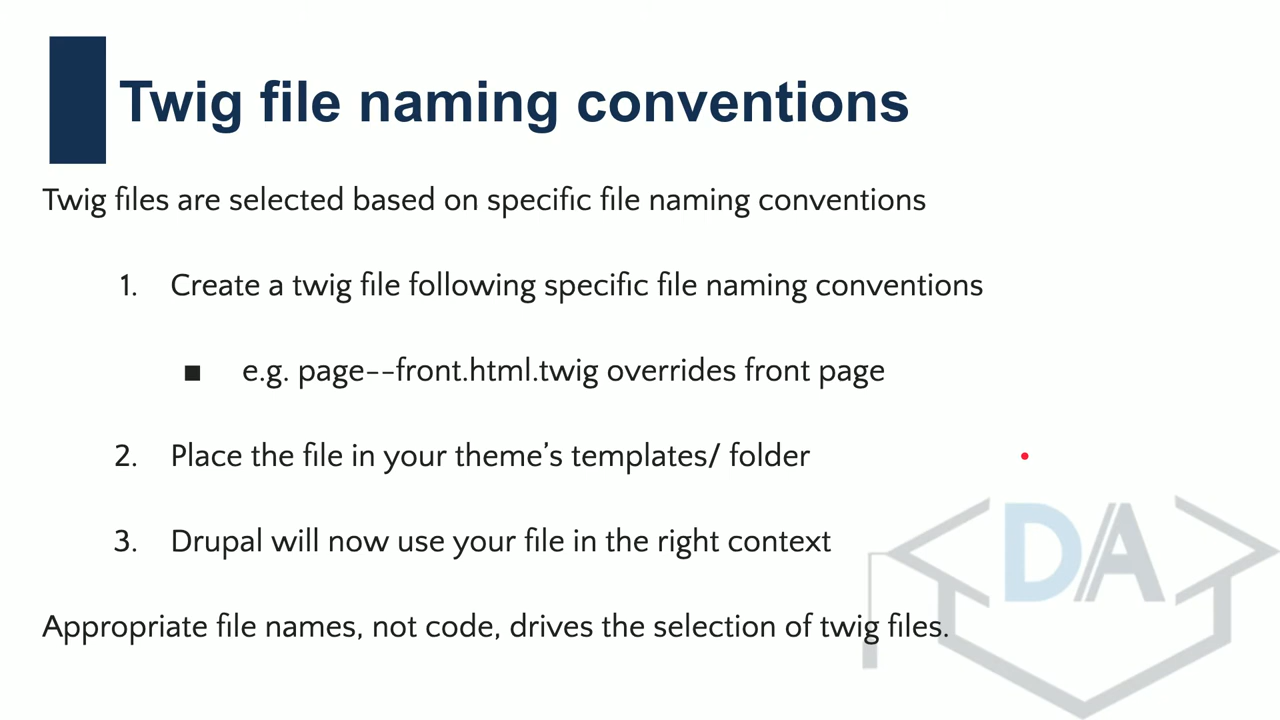 Twig file naming conventions
Twig files are selected based on specific file naming conventions
1. Create a twig file following specific file naming conventions
■ e.g. page--front.html.twig overrides front page
2. Place the file in your theme’s templates/ folder
3. Drupal will now use your file in the right context
DA
Appropriate file names, not code, drives the selection of twig files.